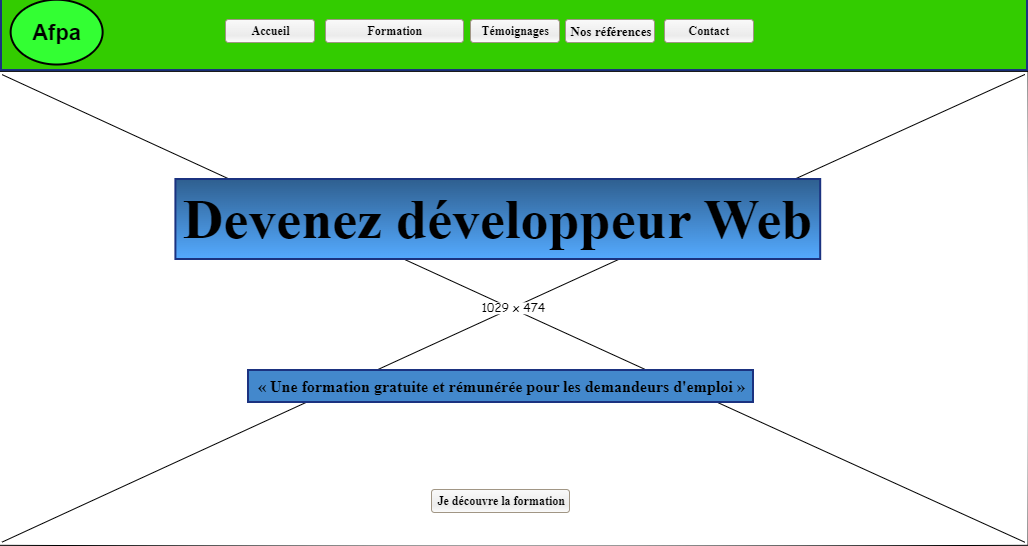 Afpa
Accueil
Formation
Témoignages
Nos références
Contact
Devenez développeur Web
1029 x 474
« Une formation gratuite et rémunérée pour les demandeurs d'emploi »
Je découvre la formation